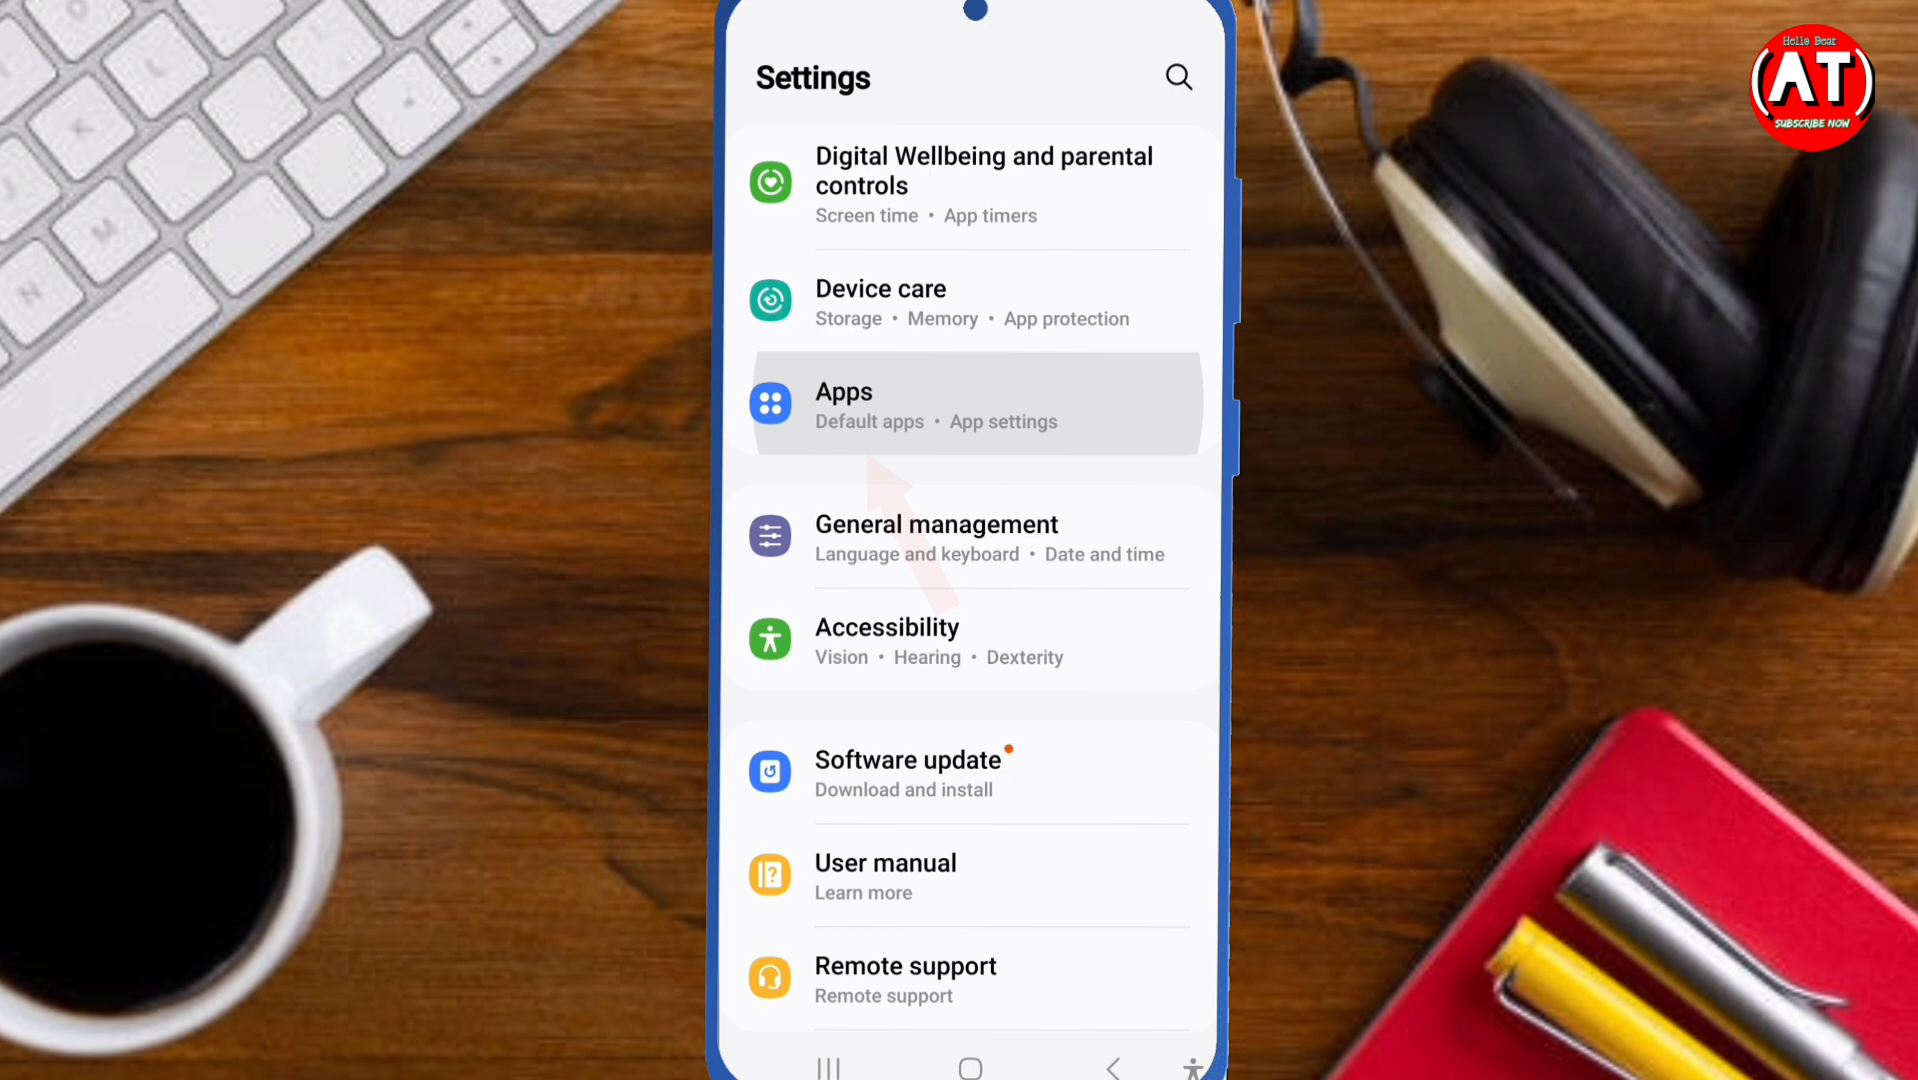 Hello Bear
(AT)
SUBSCRIBE NOW
Settings
Digital Wellbeing and parental
controls
Screen time • App timers
Device care
Storage • Memory • App protection
Apps
Default apps • App settings
General management
Language and keyboard • Date and time
Accessibility
Vision • Hearing • Dexterity
Software update
Download and install
User manual
Learn more
Remote support
Remote support
K
M
N